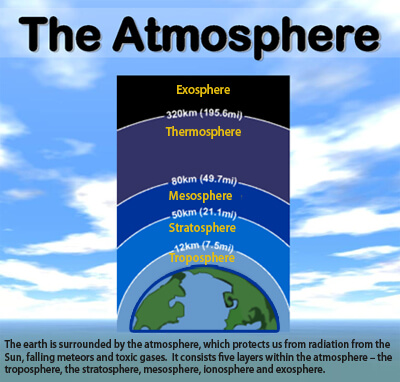 The Atmosphere
Exosphere
320km (195.6mi)
Thermosphere
80km (49.7mi)
Mesosphere
50km (21.1mi)
Stratosphere
12km (7.5mi)
Troposphere
The earth is surrounded by the atmosphere, which protects us from radiation from the
Sun, falling meteors and toxic gases.  It consists five layers within the atmosphere – the
troposphere, the stratosphere, mesosphere, ionosphere and exosphere.